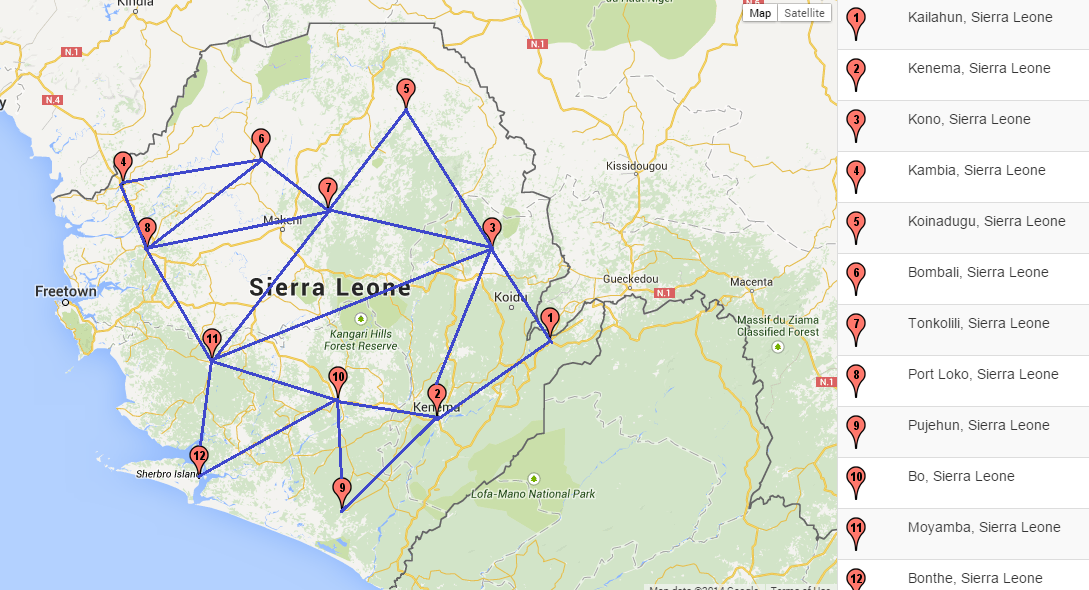 Kindia
N.1
N.6
Map
Satellite
N.1
N.4
y
5
6
4
Kissidougou
7
Makeni
8
3
Sierra Leone
Freetown
Gueckedou
Macenta
N.1
Koidu
1
Massif du Ziama
Classified Forest
Kangari Hills
Forest Reserve
11
10
N.1
2
Kenema
12
Sherbro Island
9
Lofa-Mano National Park
Map data ©2014 Google
Terms of Use
1 Kailahun, Sierra Leone
2 Kenema, Sierra Leone
3 Kono, Sierra Leone
4 Kambia, Sierra Leone
5 Koinadugu, Sierra Leone
6 Bombali, Sierra Leone
7 Tonkolili, Sierra Leone
8 Port Loko, Sierra Leone
9 Pujehun, Sierra Leone
10 Bo, Sierra Leone
11 Moyamba, Sierra Leone
12 Bonthe, Sierra Leone